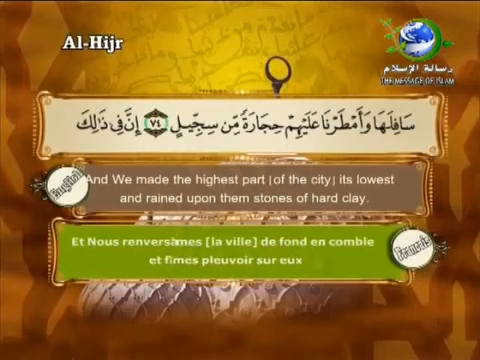 Al-Hijr
رسالة الإسلام
THE MESSAGE OF ISLAM
سَافِلَهَا وَأَمْطَرْنَا عَلَيْهِمْ حِجَارَةً مِّن سِجِّيلٍ ﴿٧٤﴾ إِنَّ فِي ذَٰلِكَ
English
And We made the highest part [of the city] its lowest
and rained upon them stones of hard clay.
Et Nous renversâmes [la ville] de fond en comble
et fîmes pleuvoir sur eux
Français